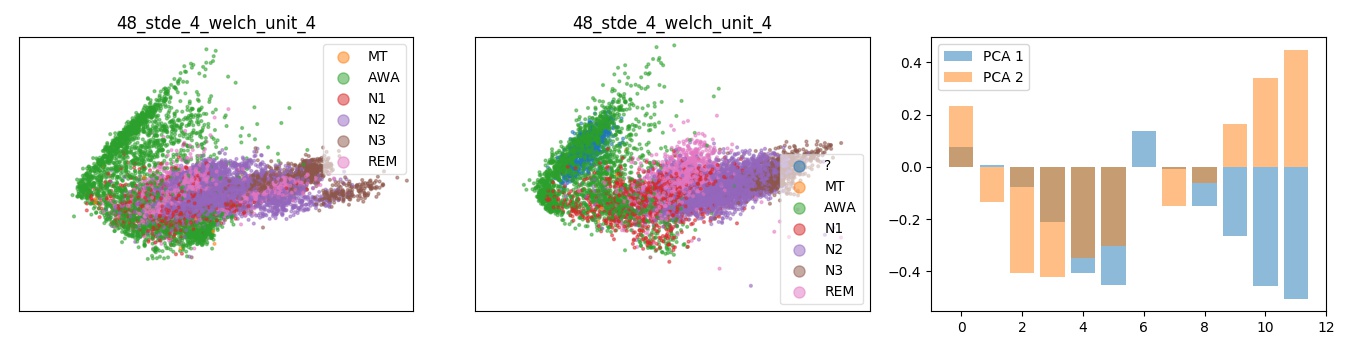 48_stde_4_welch_unit_4
MT
AWA
N1
N2
N3
REM
48_stde_4_welch_unit_4
?
MT
AWA
N1
N2
N3
REM
PCA 1
PCA 2
0.4
0.2
0.0
−0.2
−0.4
0 2 4 6 8 10 12